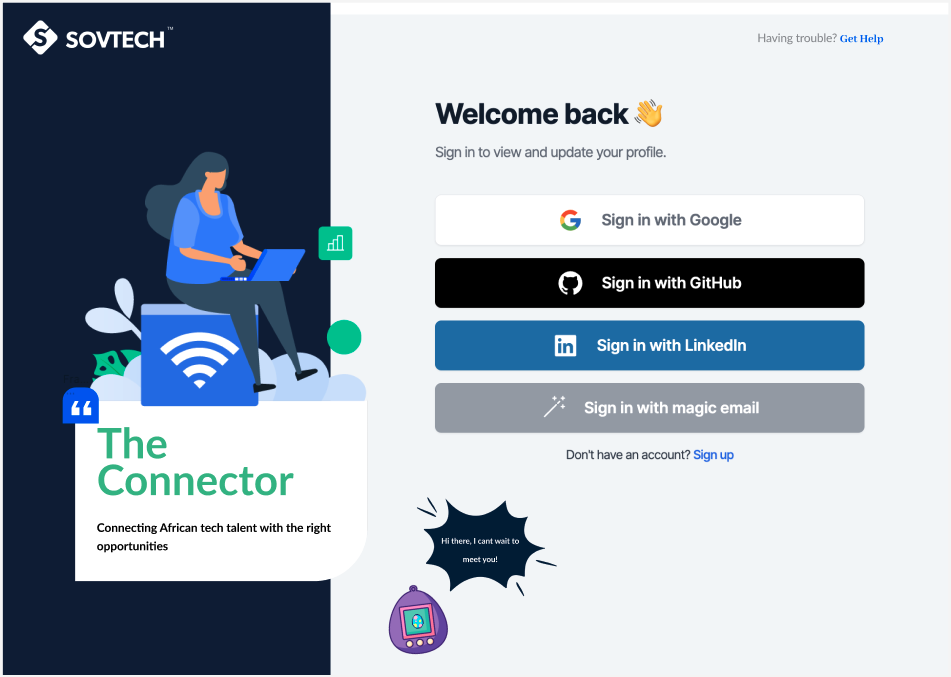 SOVTECH™
Having trouble? Get Help
Welcome back 👋
Sign in to view and update your profile.
Sign in with Google
Sign in with GitHub
Sign in with LinkedIn
Sign in with magic email
Don't have an account? Sign up
“
The
Connector
Connecting African tech talent with the right
opportunities
Hi there, I cant wait to
meet you!